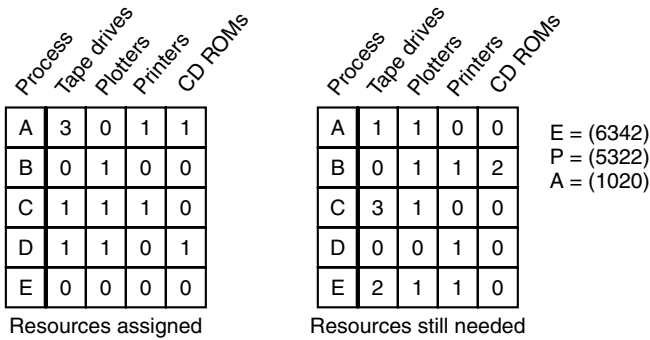 Process Tape drives Plotters Printers CD ROMs
A 3 0 1 1
B 0 1 0 0
C 1 1 1 0
D 1 1 0 1
E 0 0 0 0
Resources assigned
Process Tape drives Plotters Printers CD ROMs
A 1 1 0 0
B 0 1 1 2
C 3 1 0 0
D 0 0 1 0
E 2 1 1 0
Resources still needed
E = (6342)
P = (5322)
A = (1020)